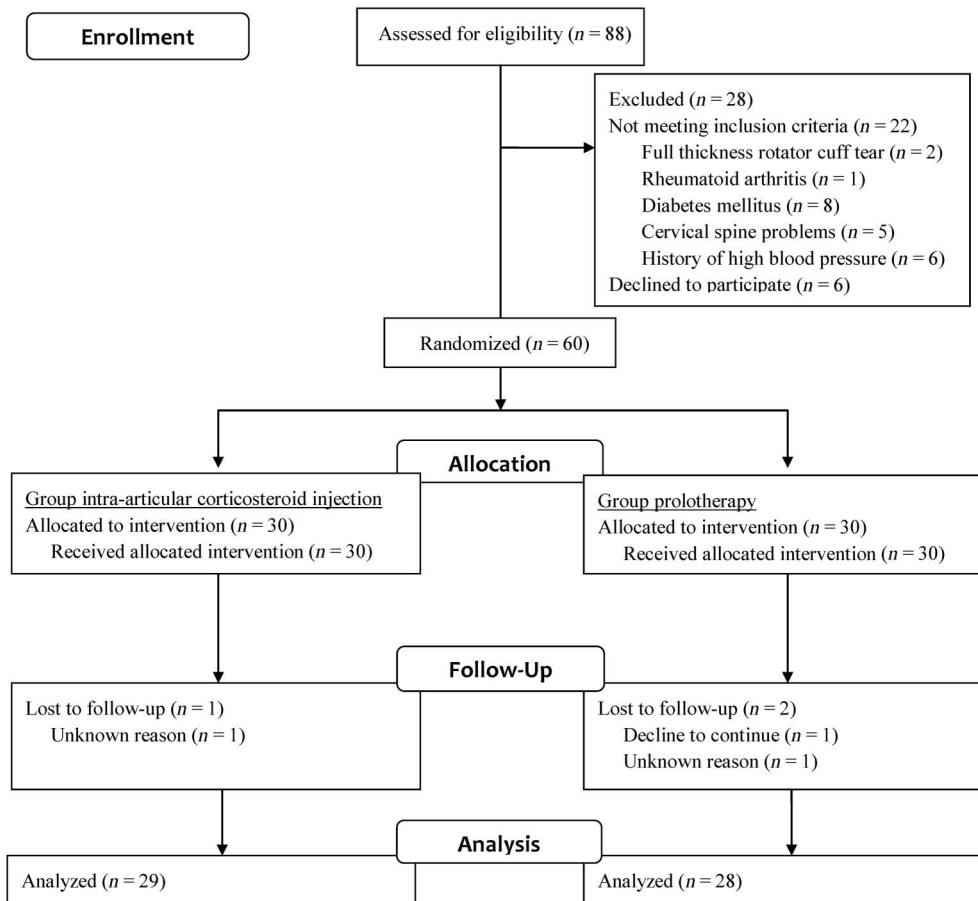 Enrollment
Assessed for eligibility (n = 88)
Excluded (n = 28)
Not meeting inclusion criteria (n = 22)
Full thickness rotator cuff tear (n = 2)
Rheumatoid arthritis (n = 1)
Diabetes mellitus (n = 8)
Cervical spine problems (n = 5)
History of high blood pressure (n = 6)
Declined to participate (n = 6)
Randomized (n = 60)
Allocation
Group intra-articular corticosteroid injection
Allocated to intervention (n = 30)
Received allocated intervention (n = 30)
Group prolotherapy
Allocated to intervention (n = 30)
Received allocated intervention (n = 30)
Follow-Up
Lost to follow-up (n = 1)
Unknown reason (n = 1)
Lost to follow-up (n = 2)
Decline to continue (n = 1)
Unknown reason (n = 1)
Analysis
Analyzed (n = 29)
Analyzed (n = 28)